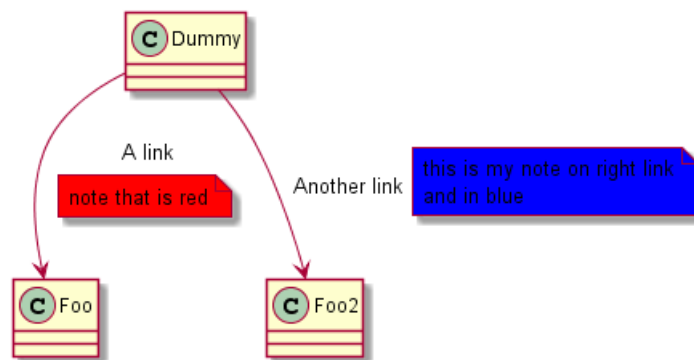 C Dummy
A link
note that is red
Another link
this is my note on right link
and in blue
C Foo
C Foo2